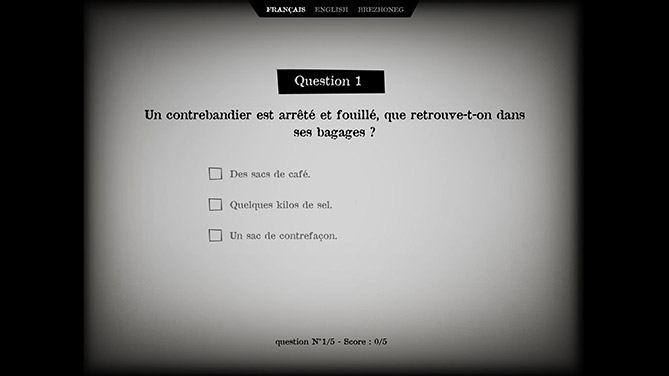 FRANÇAIS ENGLISH BREZHONEG
Question 1
Un contrebandier est arrêté et fouillé, que retrouve-t-on dans
ses bagages ?
Des sacs de café.
Quelques kilos de sel.
Un sac de contrefaçon.
question N°1/5 - Score : 0/5